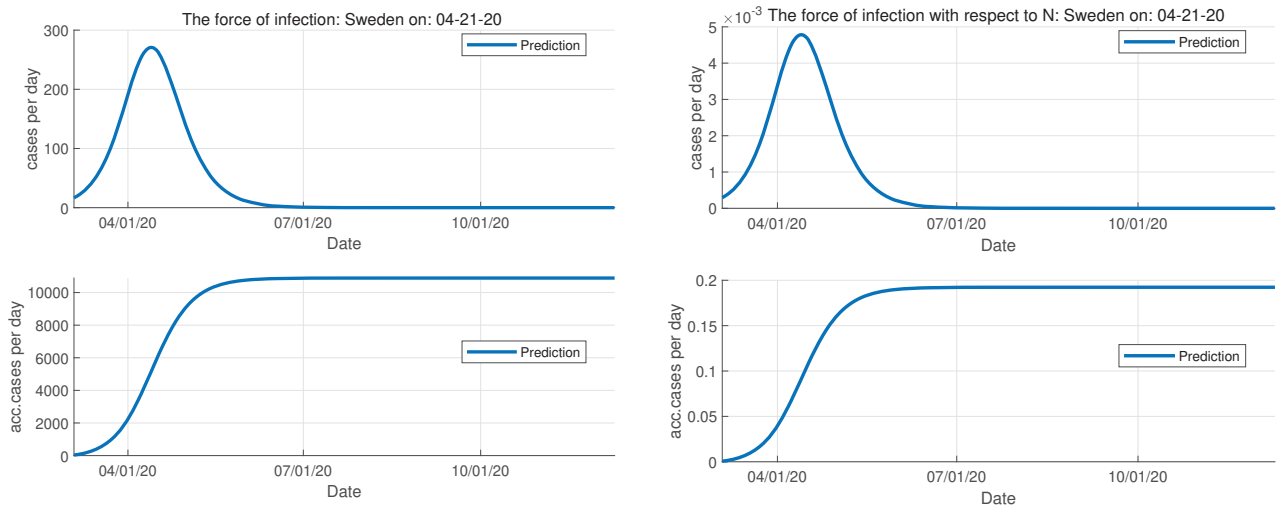 The force of infection: Sweden on: 04-21-20
300
200
100
0
cases per day
Prediction
04/01/20
07/01/20
10/01/20
Date
×10⁻³
The force of infection with respect to N: Sweden on: 04-21-20
5
4
3
2
1
0
cases per day
Prediction
04/01/20
07/01/20
10/01/20
Date
10000
8000
6000
4000
2000
0
acc.cases per day
Prediction
04/01/20
07/01/20
10/01/20
Date
0.2
0.15
0.1
0.05
0
acc.cases per day
Prediction
04/01/20
07/01/20
10/01/20
Date